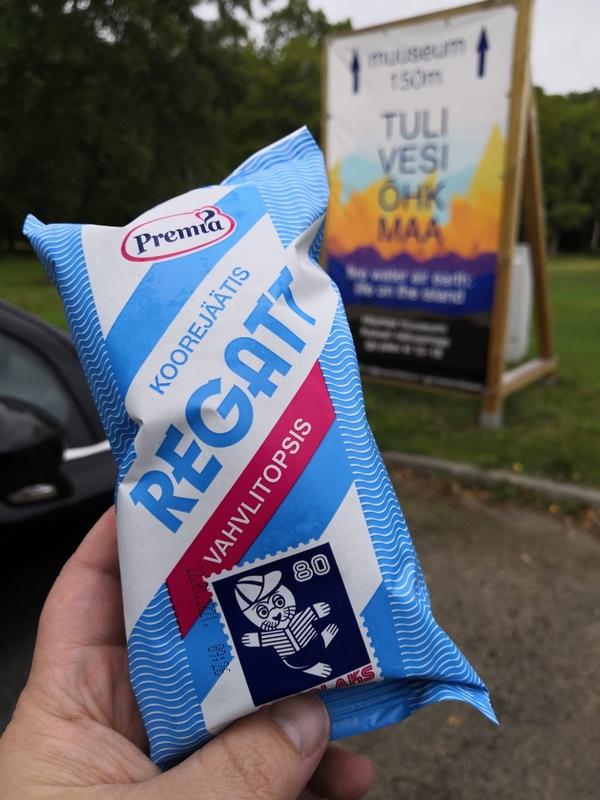 muuseum
150m
TULI
VESI
ÕHK
MAA
fire water air earth:
life on the island
Premia
KOOREJÄÄTIS
REGATT
VAHVLITOPSIS
80